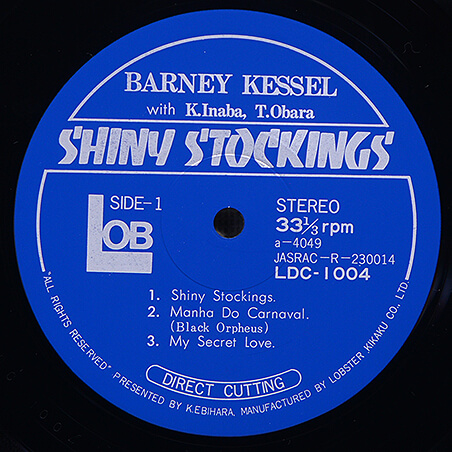 BARNEY KESSEL
with K.Inaba, T.Obara
SHINY STOCKINGS
SIDE-1
LOB
STEREO
33⅓ rpm
a-4049
JASRAC-R-230014
LDC-1004
1. Shiny Stockings.
2. Manha Do Carnaval.
(Black Orpheus)
3. My Secret Love.
DIRECT CUTTING
"ALL RIGHTS RESERVED" PRESENTED BY K.EBIHARA. MANUFACTURED BY LOBSTER KIKAKU CO., LTD.